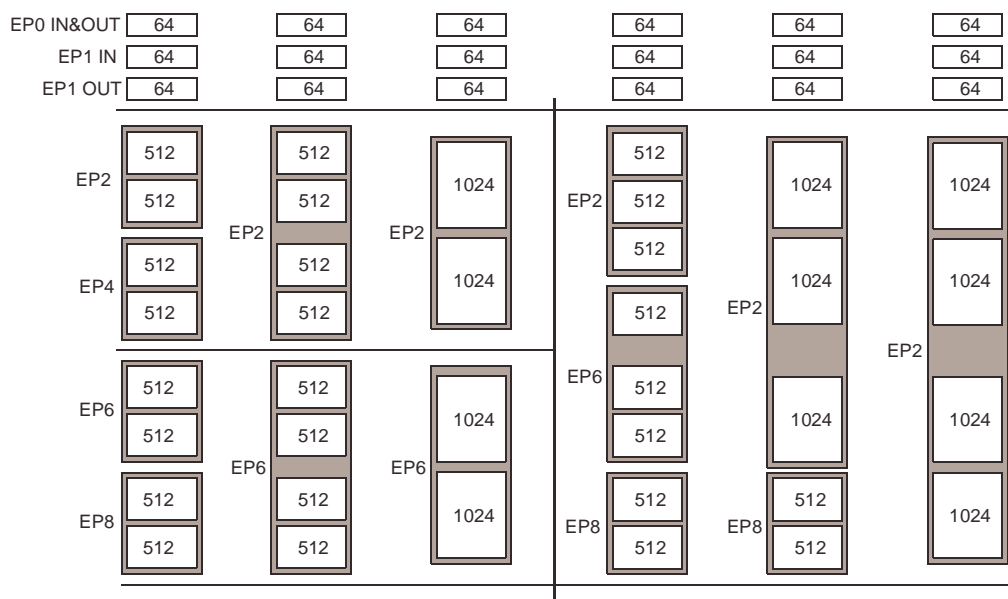 EP0 IN&OUT 64 64 64 64 64 64
EP1 IN 64 64 64 64 64 64
EP1 OUT 64 64 64 64 64 64
EP2 512 512
EP4 512 512
EP6 512 512
EP8 512 512
EP2 512 512 512 512
EP6 512 512 512 512
EP2 1024 1024
EP6 1024 1024
EP2 512 512 512
EP6 512 512 512
EP8 512 512
EP2 1024 1024 1024
EP8 512 512
EP2 1024 1024 1024 1024